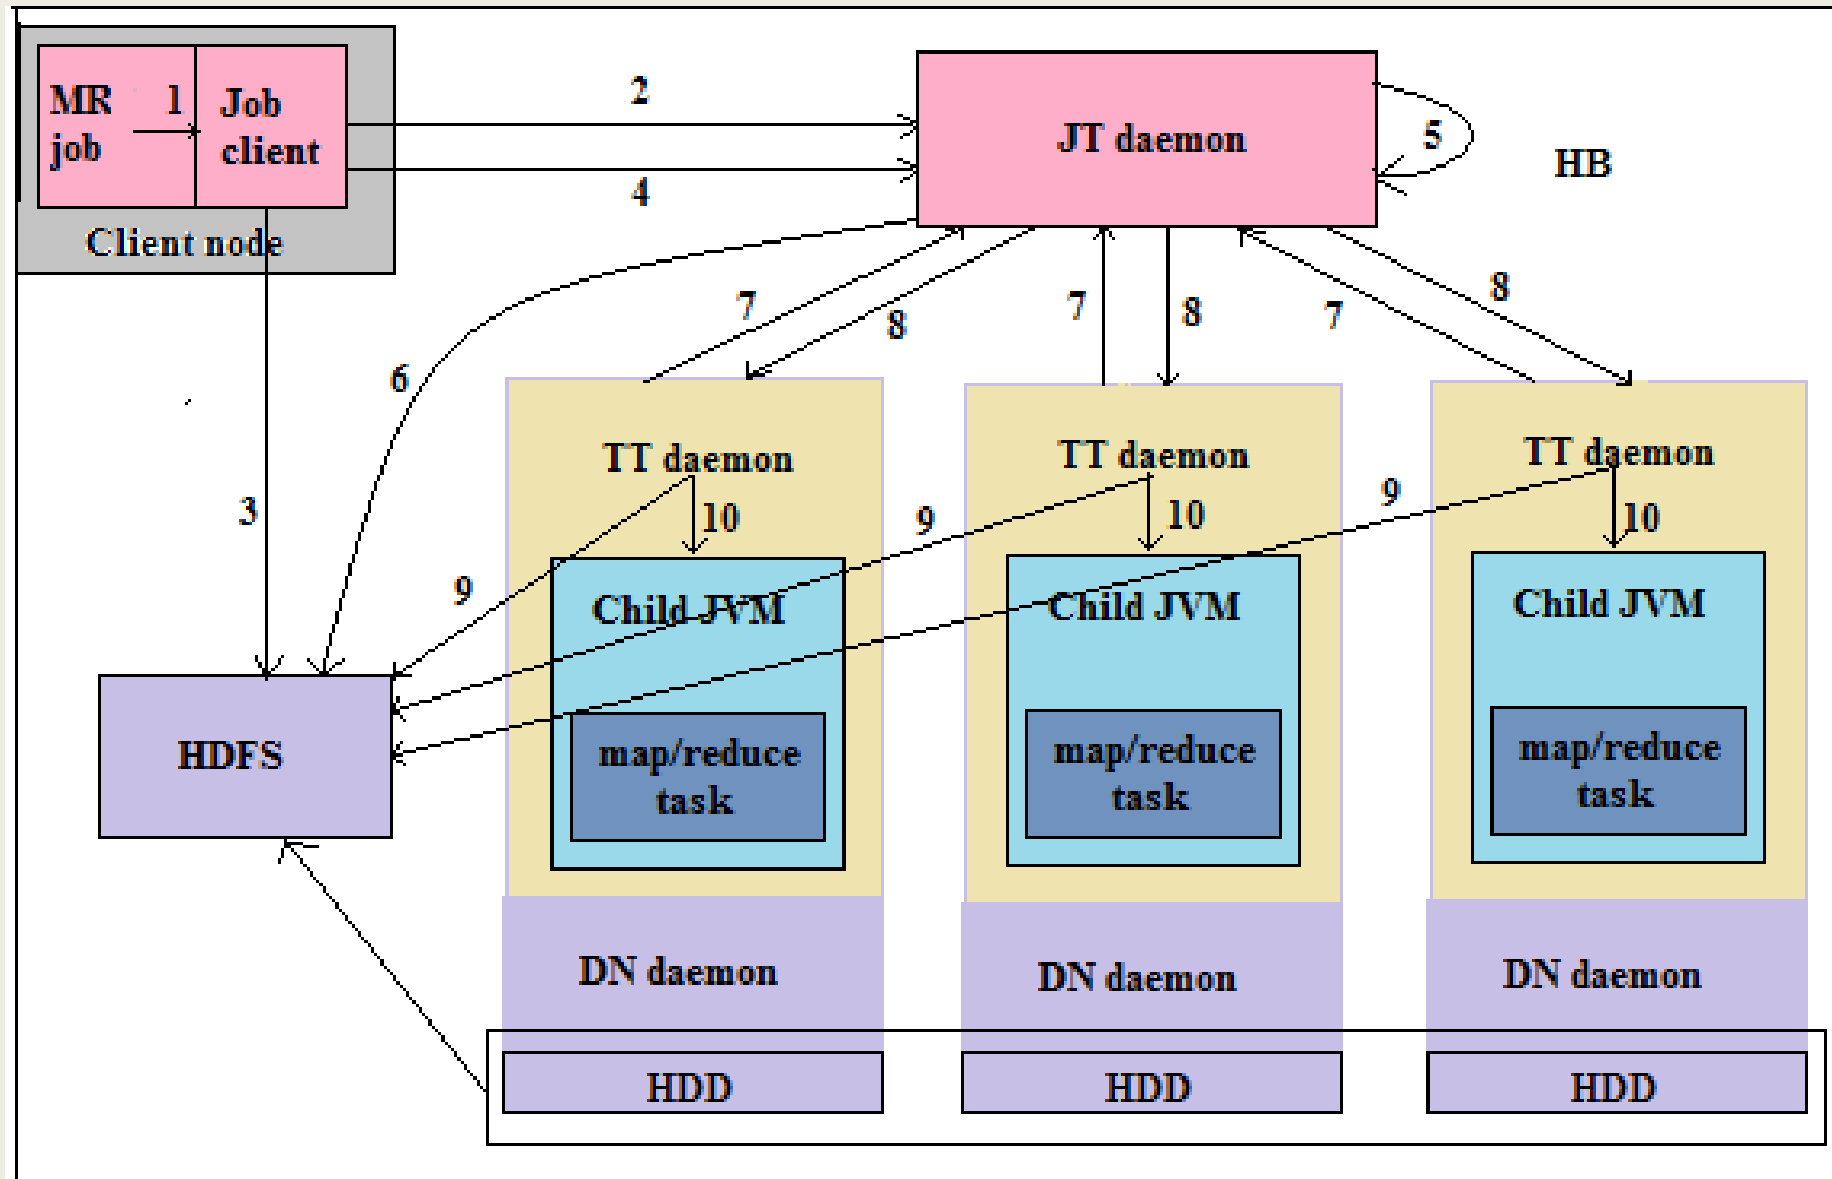 MR
job
1
Job
client
Client node
2
4
JT daemon
5
HB
6
3
7
8
7
8
7
8
TT daemon
10
9
Child JVM
map/reduce
task
DN daemon
HDD
TT daemon
10
9
Child JVM
map/reduce
task
DN daemon
HDD
TT daemon
10
9
Child JVM
map/reduce
task
DN daemon
HDD
HDFS